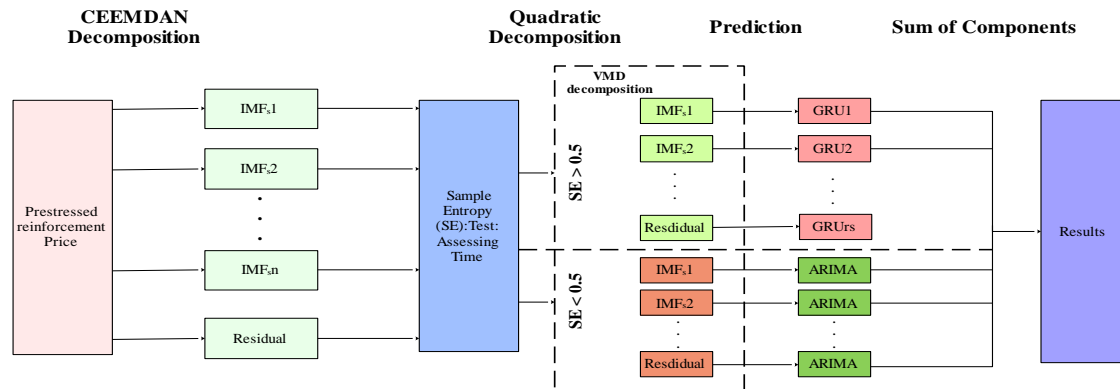 CEEMDAN
Decomposition
Quadratic
Decomposition
Prediction
Sum of Components
Prestressed
reinforcement
Price
IMFs1
IMFs2
IMFsn
Residual
Sample
Entropy
(SE):Test:
Assessing
Time
VMD
decomposition
SE > 0.5
IMFs1
IMFs2
Resdidual
GRU1
GRU2
GRUrs
SE < 0.5
IMFs1
IMFs2
Resdidual
ARIMA
ARIMA
ARIMA
Results